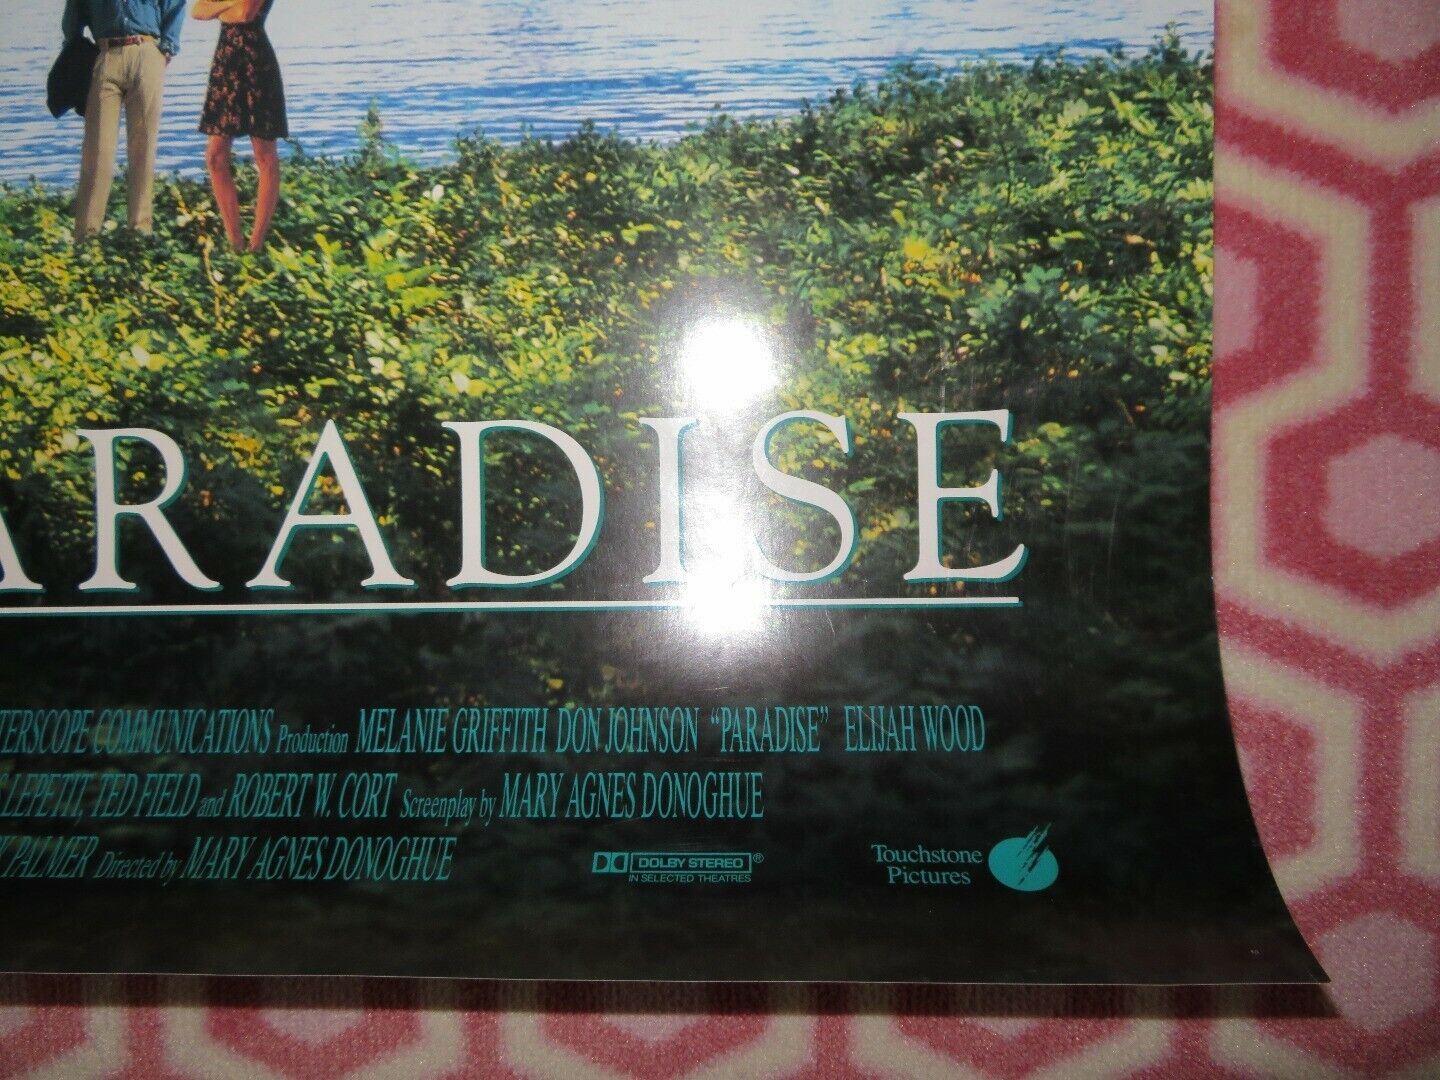 ARADISE
TERSCOPE COMMUNICATIONS Production MELANIE GRIFFITH DON JOHNSON “PARADISE” ELIJAH WOOD
LEPETIT, TED FIELD and ROBERT W. CORT Screenplay by MARY AGNES DONOGHUE
PALMER Directed by MARY AGNES DONOGHUE
DOLBY STEREO ®
IN SELECTED THEATRES
Touchstone
Pictures